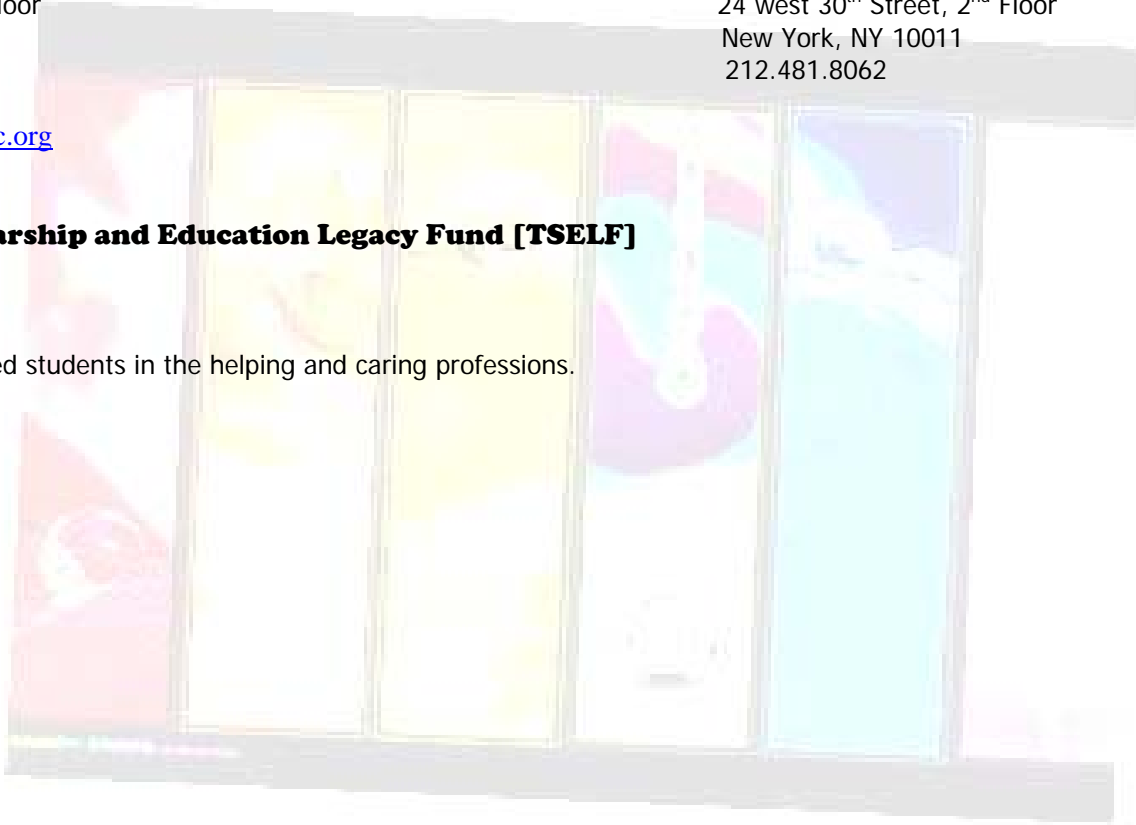 loor
24 West 30th Street, 2nd Floor
New York, NY 10011
212.481.8062
c.org
arship and Education Legacy Fund [TSELF]
ed students in the helping and caring professions.